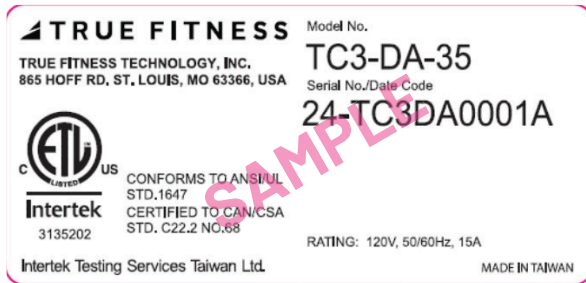 TRUE FITNESS
TRUE FITNESS TECHNOLOGY, INC.
865 HOFF RD, ST. LOUIS, MO 63366, USA
Model No.
TC3-DA-35
Serial No./Date Code
24-TC3DA0001A
SAMPLE
ETL
LISTED
C US
Intertek
3135202
CONFORMS TO ANSI/UL
STD.1647
CERTIFIED TO CAN/CSA
STD. C22.2 NO.68
RATING: 120V, 50/60Hz, 15A
Intertek Testing Services Taiwan Ltd.
MADE IN TAIWAN